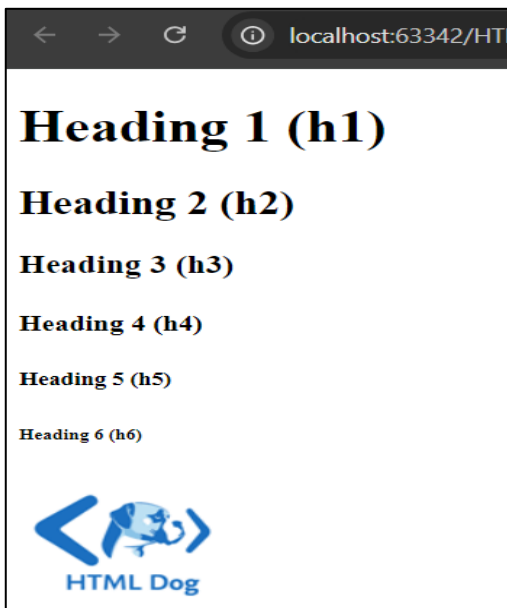 localhost:63342/HT
Heading 1 (h1)
Heading 2 (h2)
Heading 3 (h3)
Heading 4 (h4)
Heading 5 (h5)
Heading 6 (h6)
HTML Dog